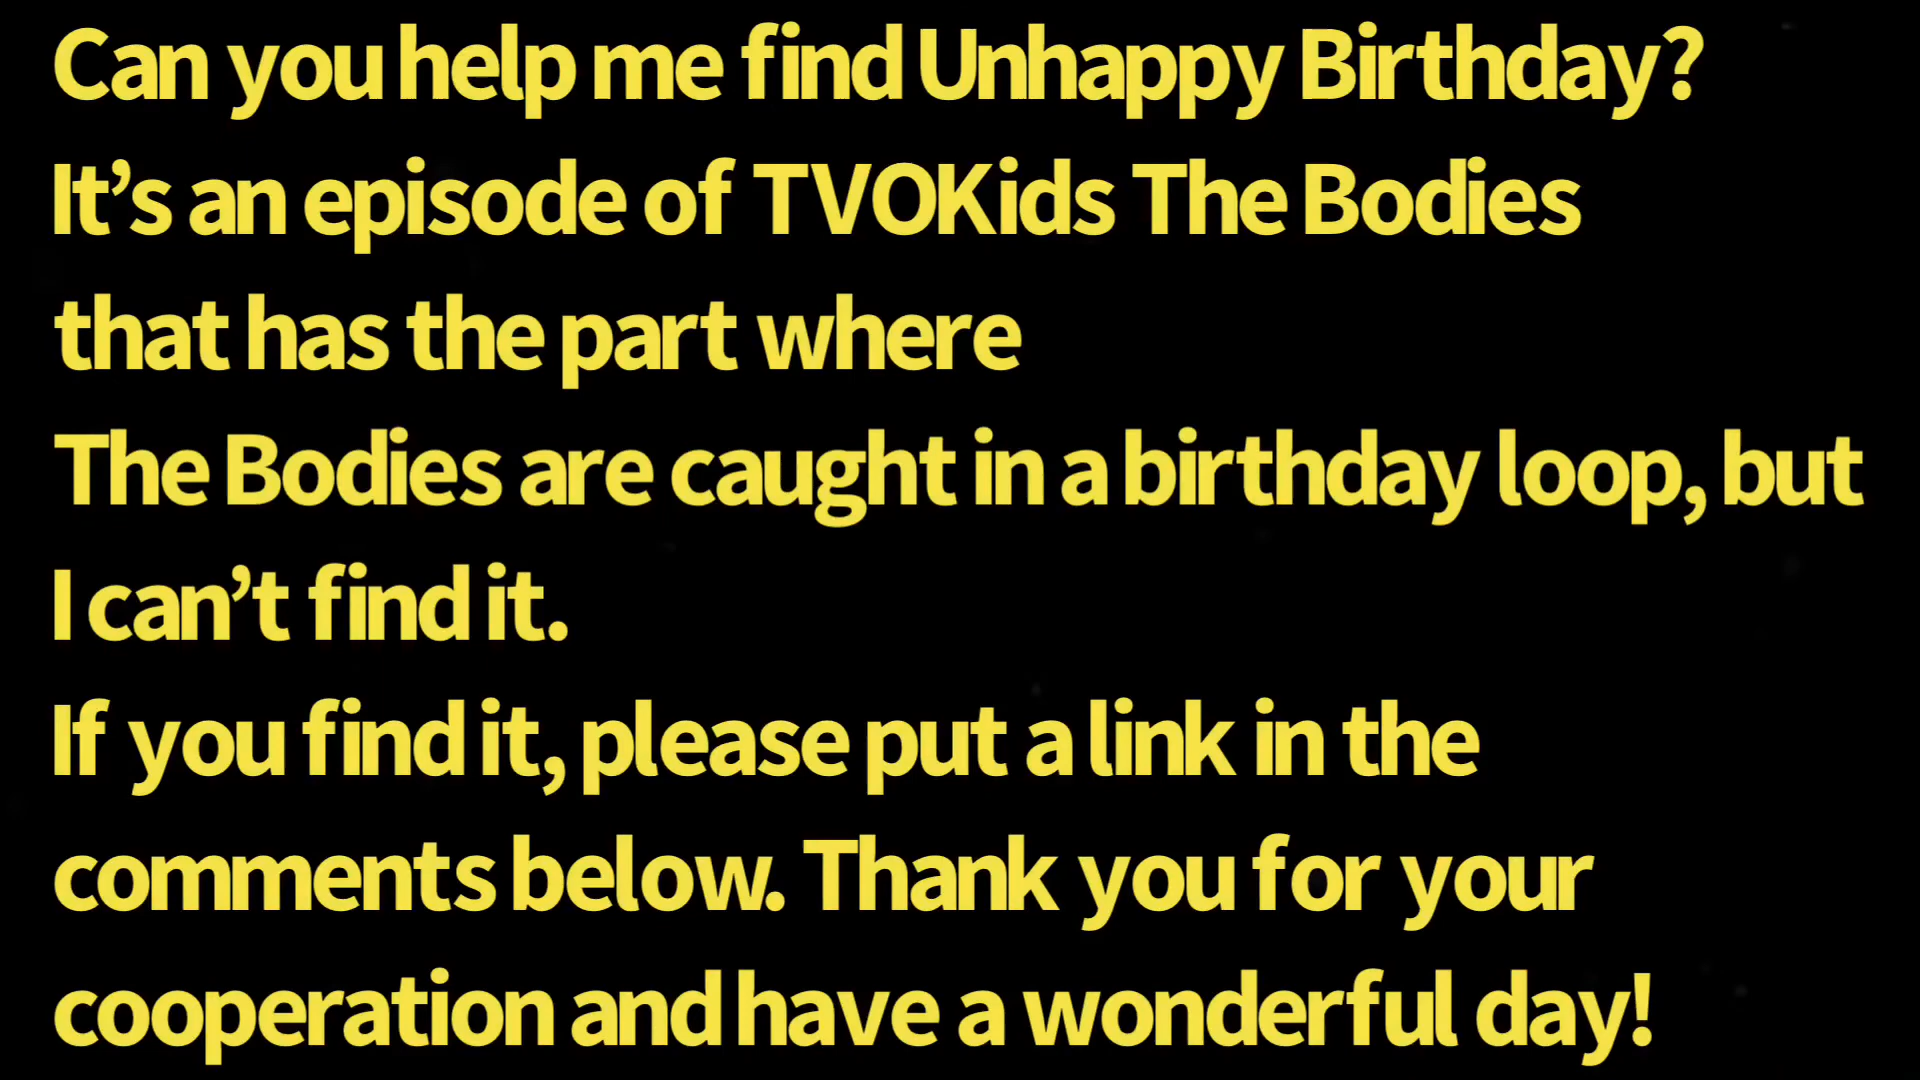 Can you help me find Unhappy Birthday?
It’s an episode of TVOKids The Bodies
that has the part where
The Bodies are caught in a birthday loop, but
I can’t find it.
If you find it, please put a link in the
comments below. Thank you for your
cooperation and have a wonderful day!